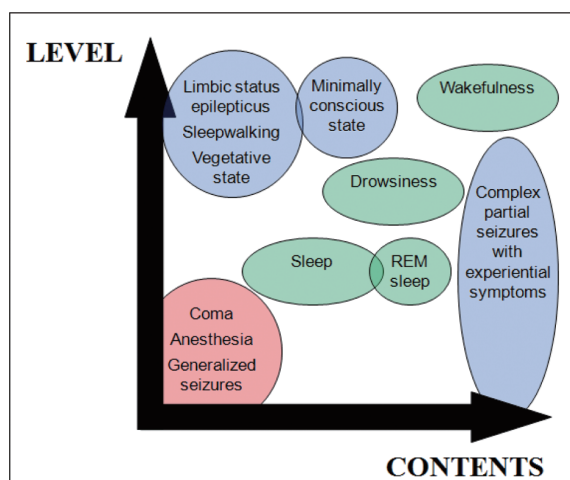 LEVEL
Limbic status
epilepticus
Sleepwalking
Vegetative
state
Minimally
conscious
state
Wakefulness
Drowsiness
Complex
partial
seizures
with
experiential
symptoms
Sleep
REM
sleep
Coma
Anesthesia
Generalized
seizures
CONTENTS